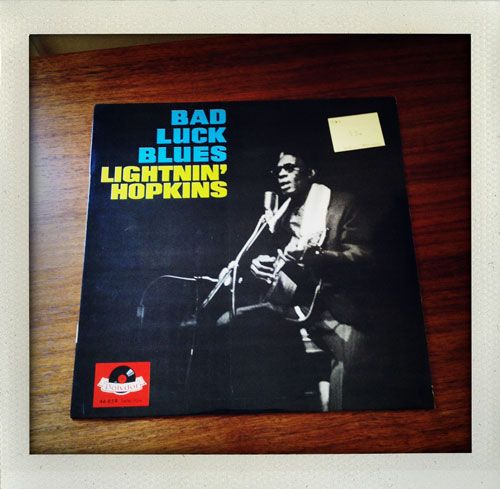 BAD
LUCK
BLUES
LIGHTNIN'
HOPKINS
Polydor